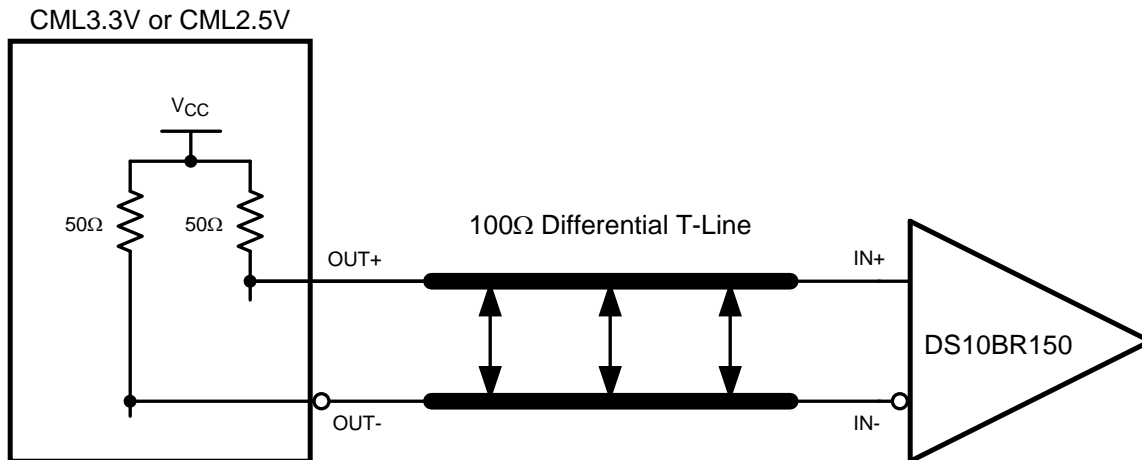 CML3.3V or CML2.5V
VCC
50Ω
50Ω
100Ω Differential T-Line
OUT+
IN+
DS10BR150
OUT-
IN-